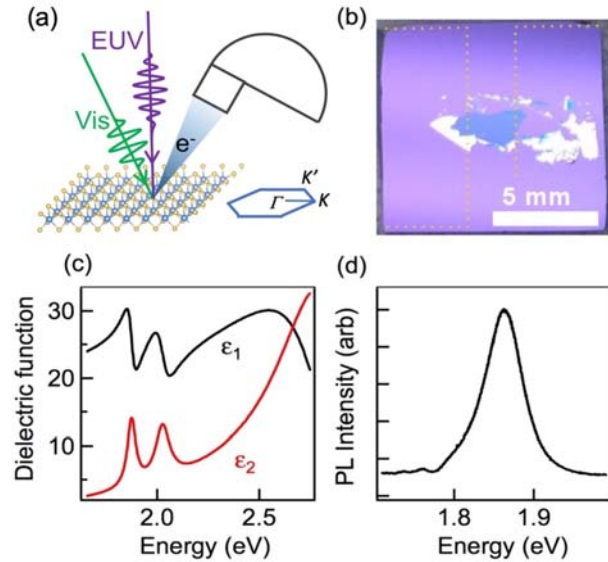 (a)
EUV
Vis
e-
K'
Γ
K
(b)
5 mm
(c)
Dielectric function
30
20
10
ε1
ε2
2.0
2.5
Energy (eV)
(d)
PL Intensity (arb)
1.8
1.9
Energy (eV)